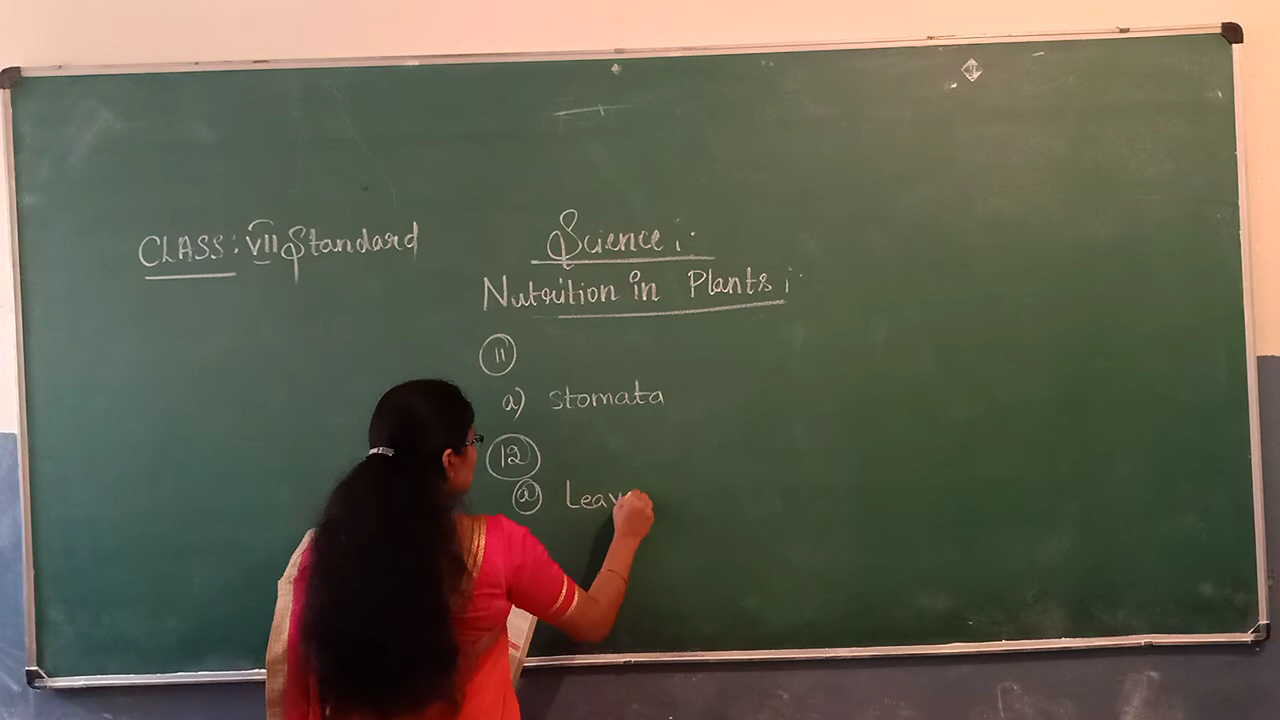 CLASS: VII Standard
Science:
Nutrition in Plants:
11
a) stomata
12
a) Leav